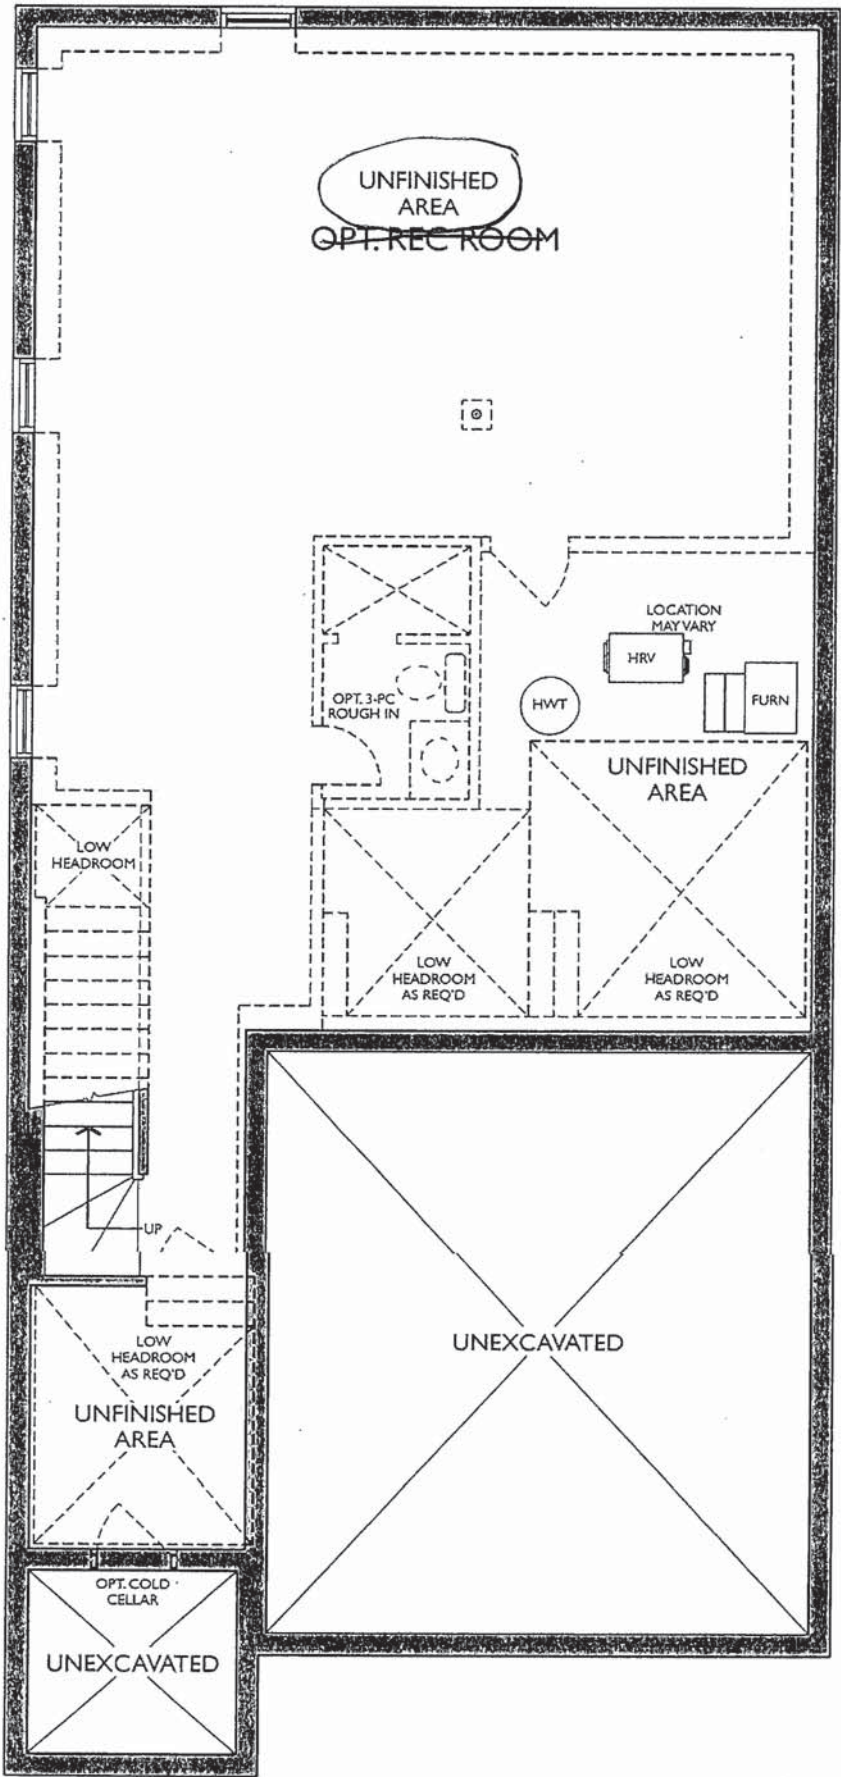 UNFINISHED
AREA
OPT. REC ROOM
LOCATION
MAY VARY
HRV
FURN
HWT
OPT. 3-PC
ROUGH IN
UNFINISHED
AREA
LOW
HEADROOM
LOW
HEADROOM
AS REQ'D
LOW
HEADROOM
AS REQ'D
UP
LOW
HEADROOM
AS REQ'D
UNFINISHED
AREA
UNEXCAVATED
OPT. COLD
CELLAR
UNEXCAVATED